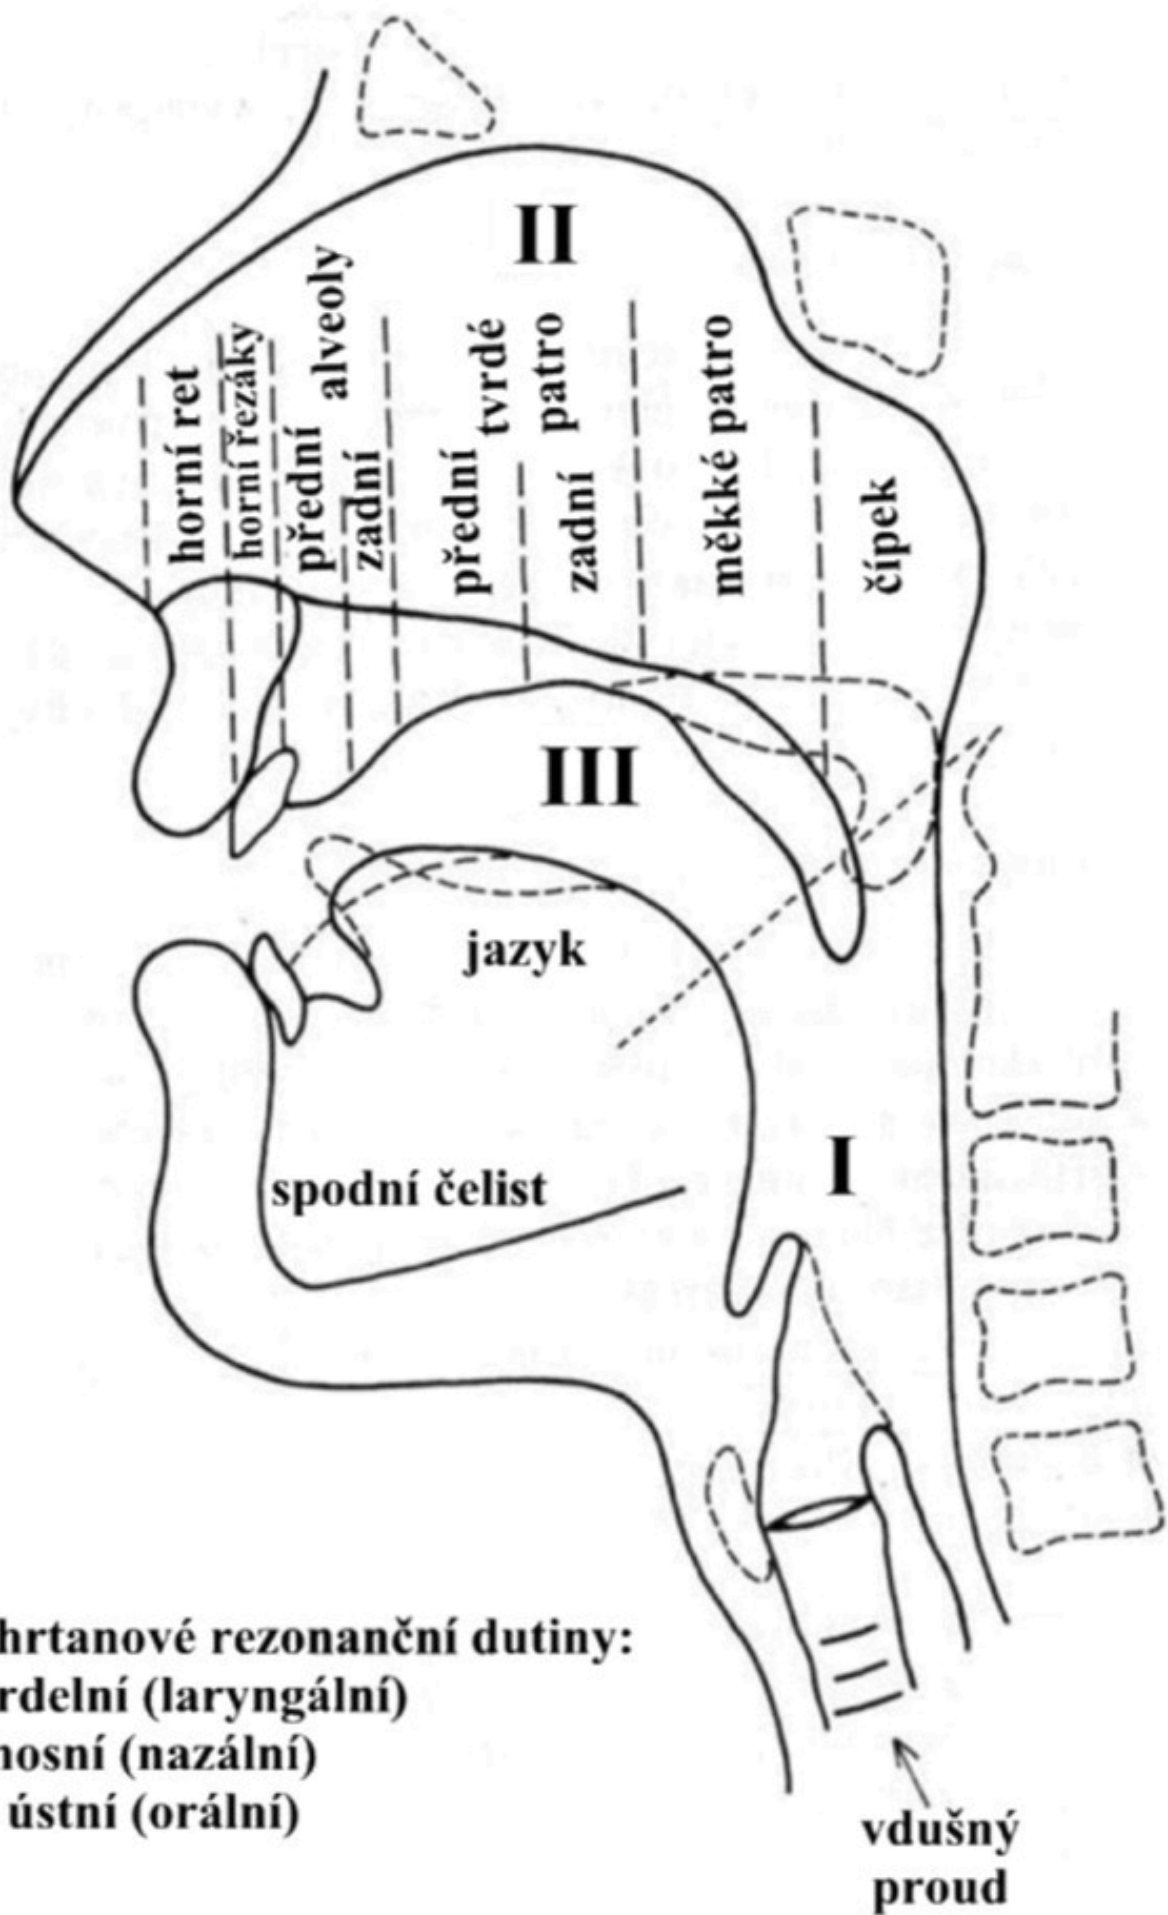 II
horní ret
horní řezáky
přední
zadní
alveoly
přední
zadní
tvrdé
patro
měkké patro
čípek
III
jazyk
I
spodní čelist
hrtanové rezonanční dutiny:
rdelní (laryngální)
nosní (nazální)
ústní (orální)
vdušný
proud